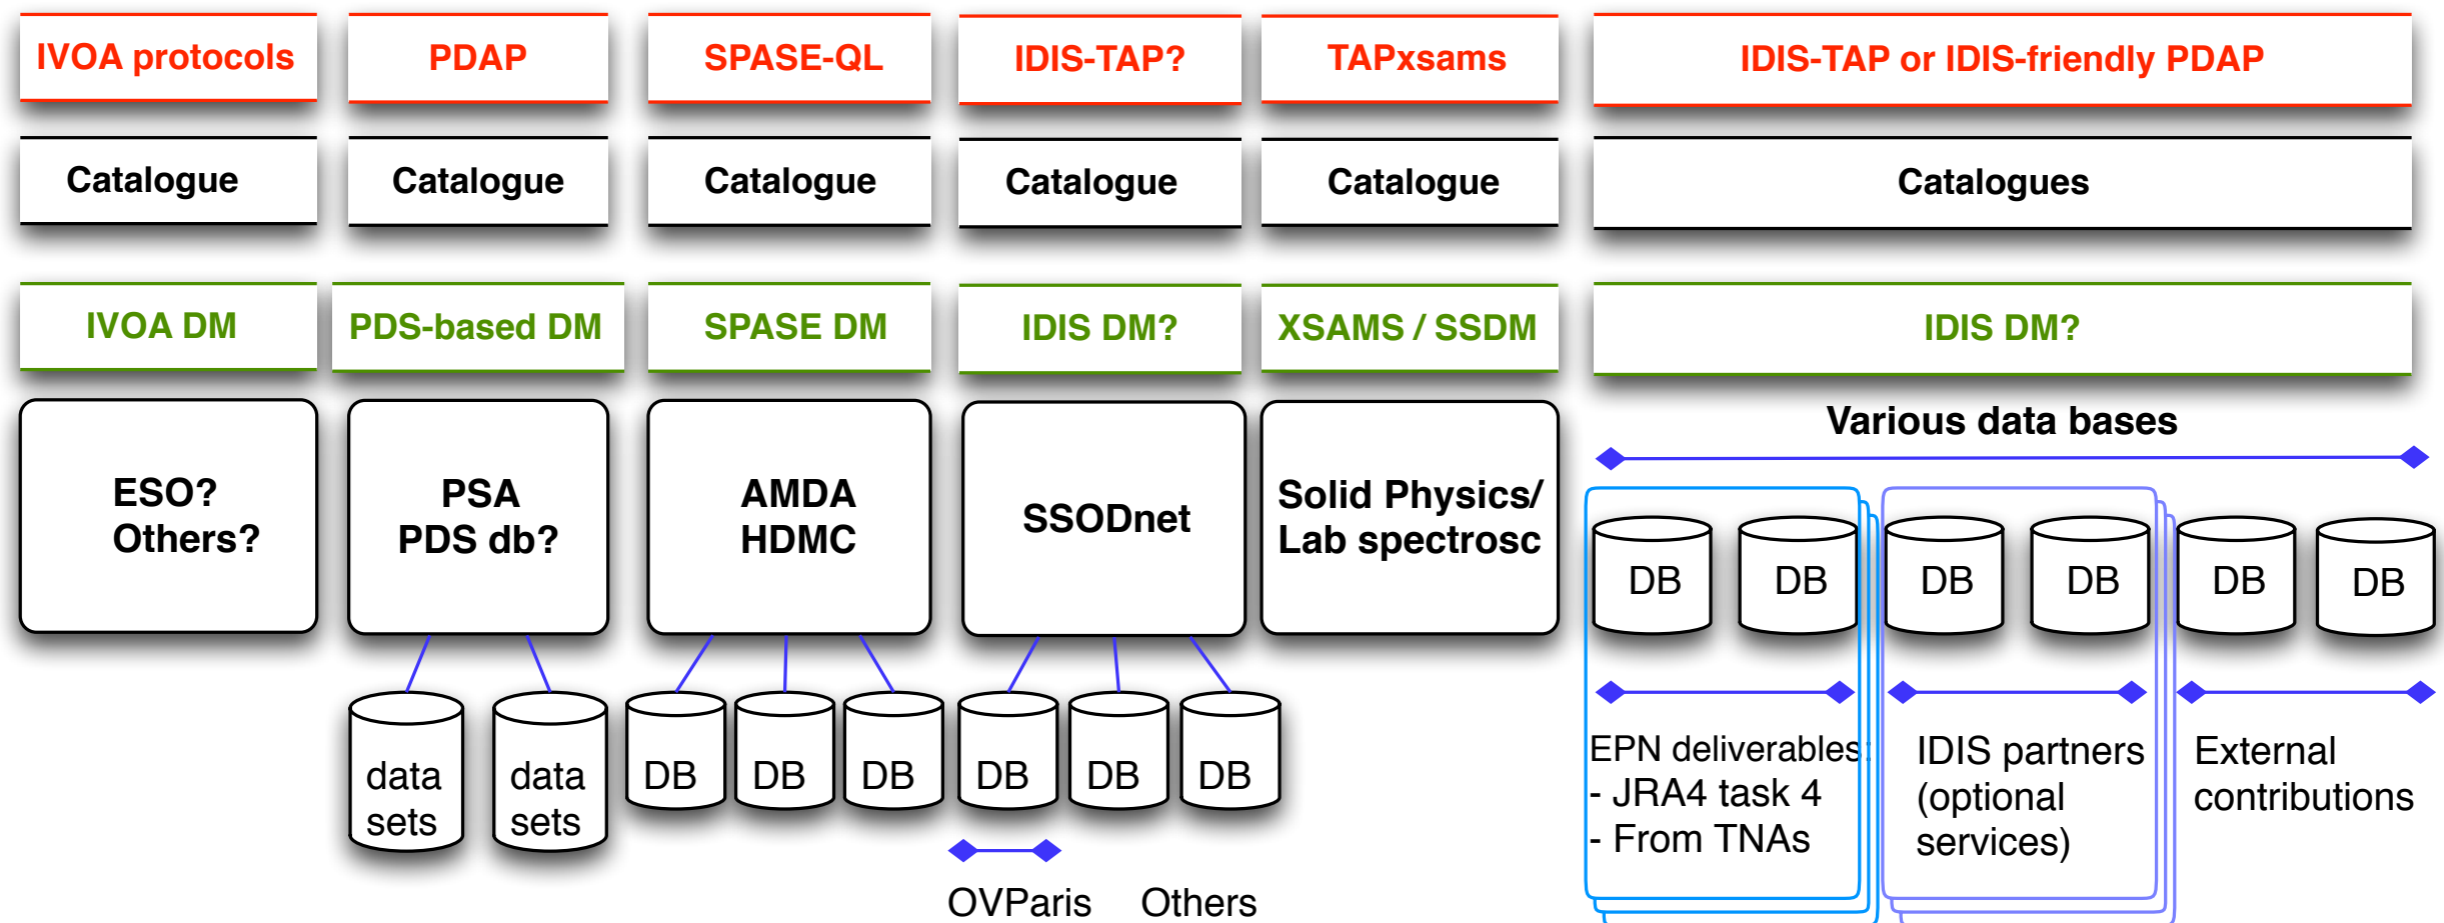 IVOA protocols
PDAP
SPASE-QL
IDIS-TAP?
TAPxsams
IDIS-TAP or IDIS-friendly PDAP
Catalogue
Catalogue
Catalogue
Catalogue
Catalogue
Catalogues
IVOA DM
PDS-based DM
SPASE DM
IDIS DM?
XSAMS / SSDM
IDIS DM?
Various data bases
ESO?
Others?
PSA
PDS db?
AMDA
HDMC
SSODnet
Solid Physics/
Lab spectrosc
DB
DB
DB
DB
DB
DB
data
sets
data
sets
DB
DB
DB
DB
DB
DB
EPN deliverables:
- JRA4 task 4
- From TNAs
IDIS partners
(optional
services)
External
contributions
OVParis
Others